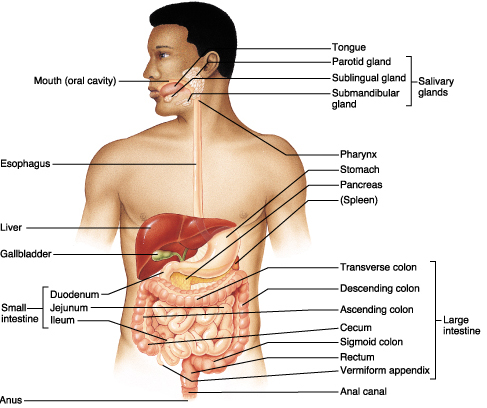 Tongue
Parotid gland
Sublingual gland
Submandibular
gland
Salivary
glands
Mouth (oral cavity)
Pharynx
Esophagus
Stomach
Pancreas
(Spleen)
Liver
Gallbladder
Transverse colon
Descending colon
Ascending colon
Cecum
Sigmoid colon
Rectum
Vermiform appendix
Large
intestine
Duodenum
Jejunum
Ileum
Small
intestine
Anal canal
Anus